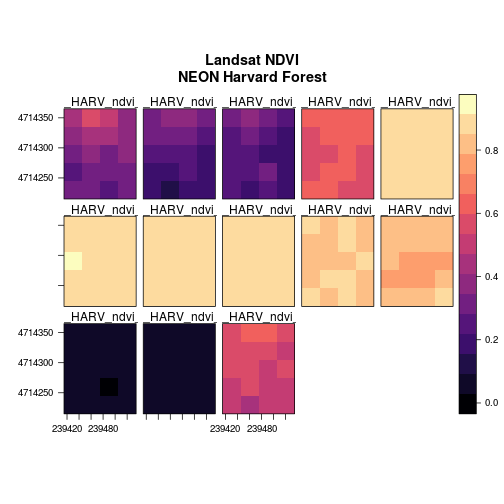 Landsat NDVI
NEON Harvard Forest
HARV_ndvi HARV_ndvi HARV_ndvi HARV_ndvi HARV_ndvi
4714350
4714300
4714250
HARV_ndvi HARV_ndvi HARV_ndvi HARV_ndvi HARV_ndvi
HARV_ndvi HARV_ndvi HARV_ndvi
4714350
4714300
4714250
239420 239480 239420 239480
0.8
0.6
0.4
0.2
0.0